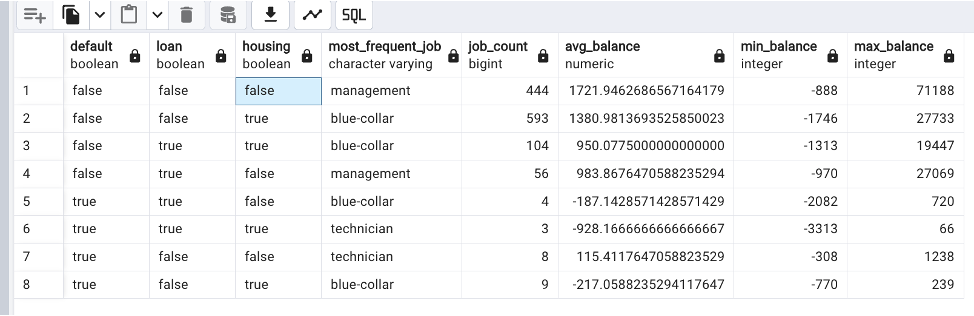 SQL
default loan housing most_frequent_job job_count avg_balance min_balance max_balance
boolean boolean boolean character varying bigint numeric integer integer
1 false false false management 444 1721.9462686567164179 -888 71188
2 false false true blue-collar 593 1380.9813693525850023 -1746 27733
3 false true true blue-collar 104 950.0775000000000000 -1313 19447
4 false true false management 56 983.8676470588235294 -970 27069
5 true true false blue-collar 4 -187.1428571428571429 -2082 720
6 true true true technician 3 -928.1666666666666667 -3313 66
7 true false false technician 8 115.4117647058823529 -308 1238
8 true false true blue-collar 9 -217.0588235294117647 -770 239